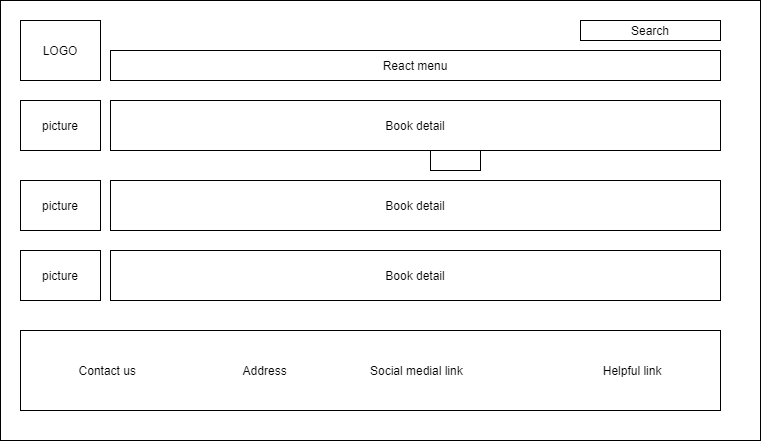 Search
LOGO
React menu
picture
Book detail
picture
Book detail
picture
Book detail
Contact us
Address
Social medial link
Helpful link